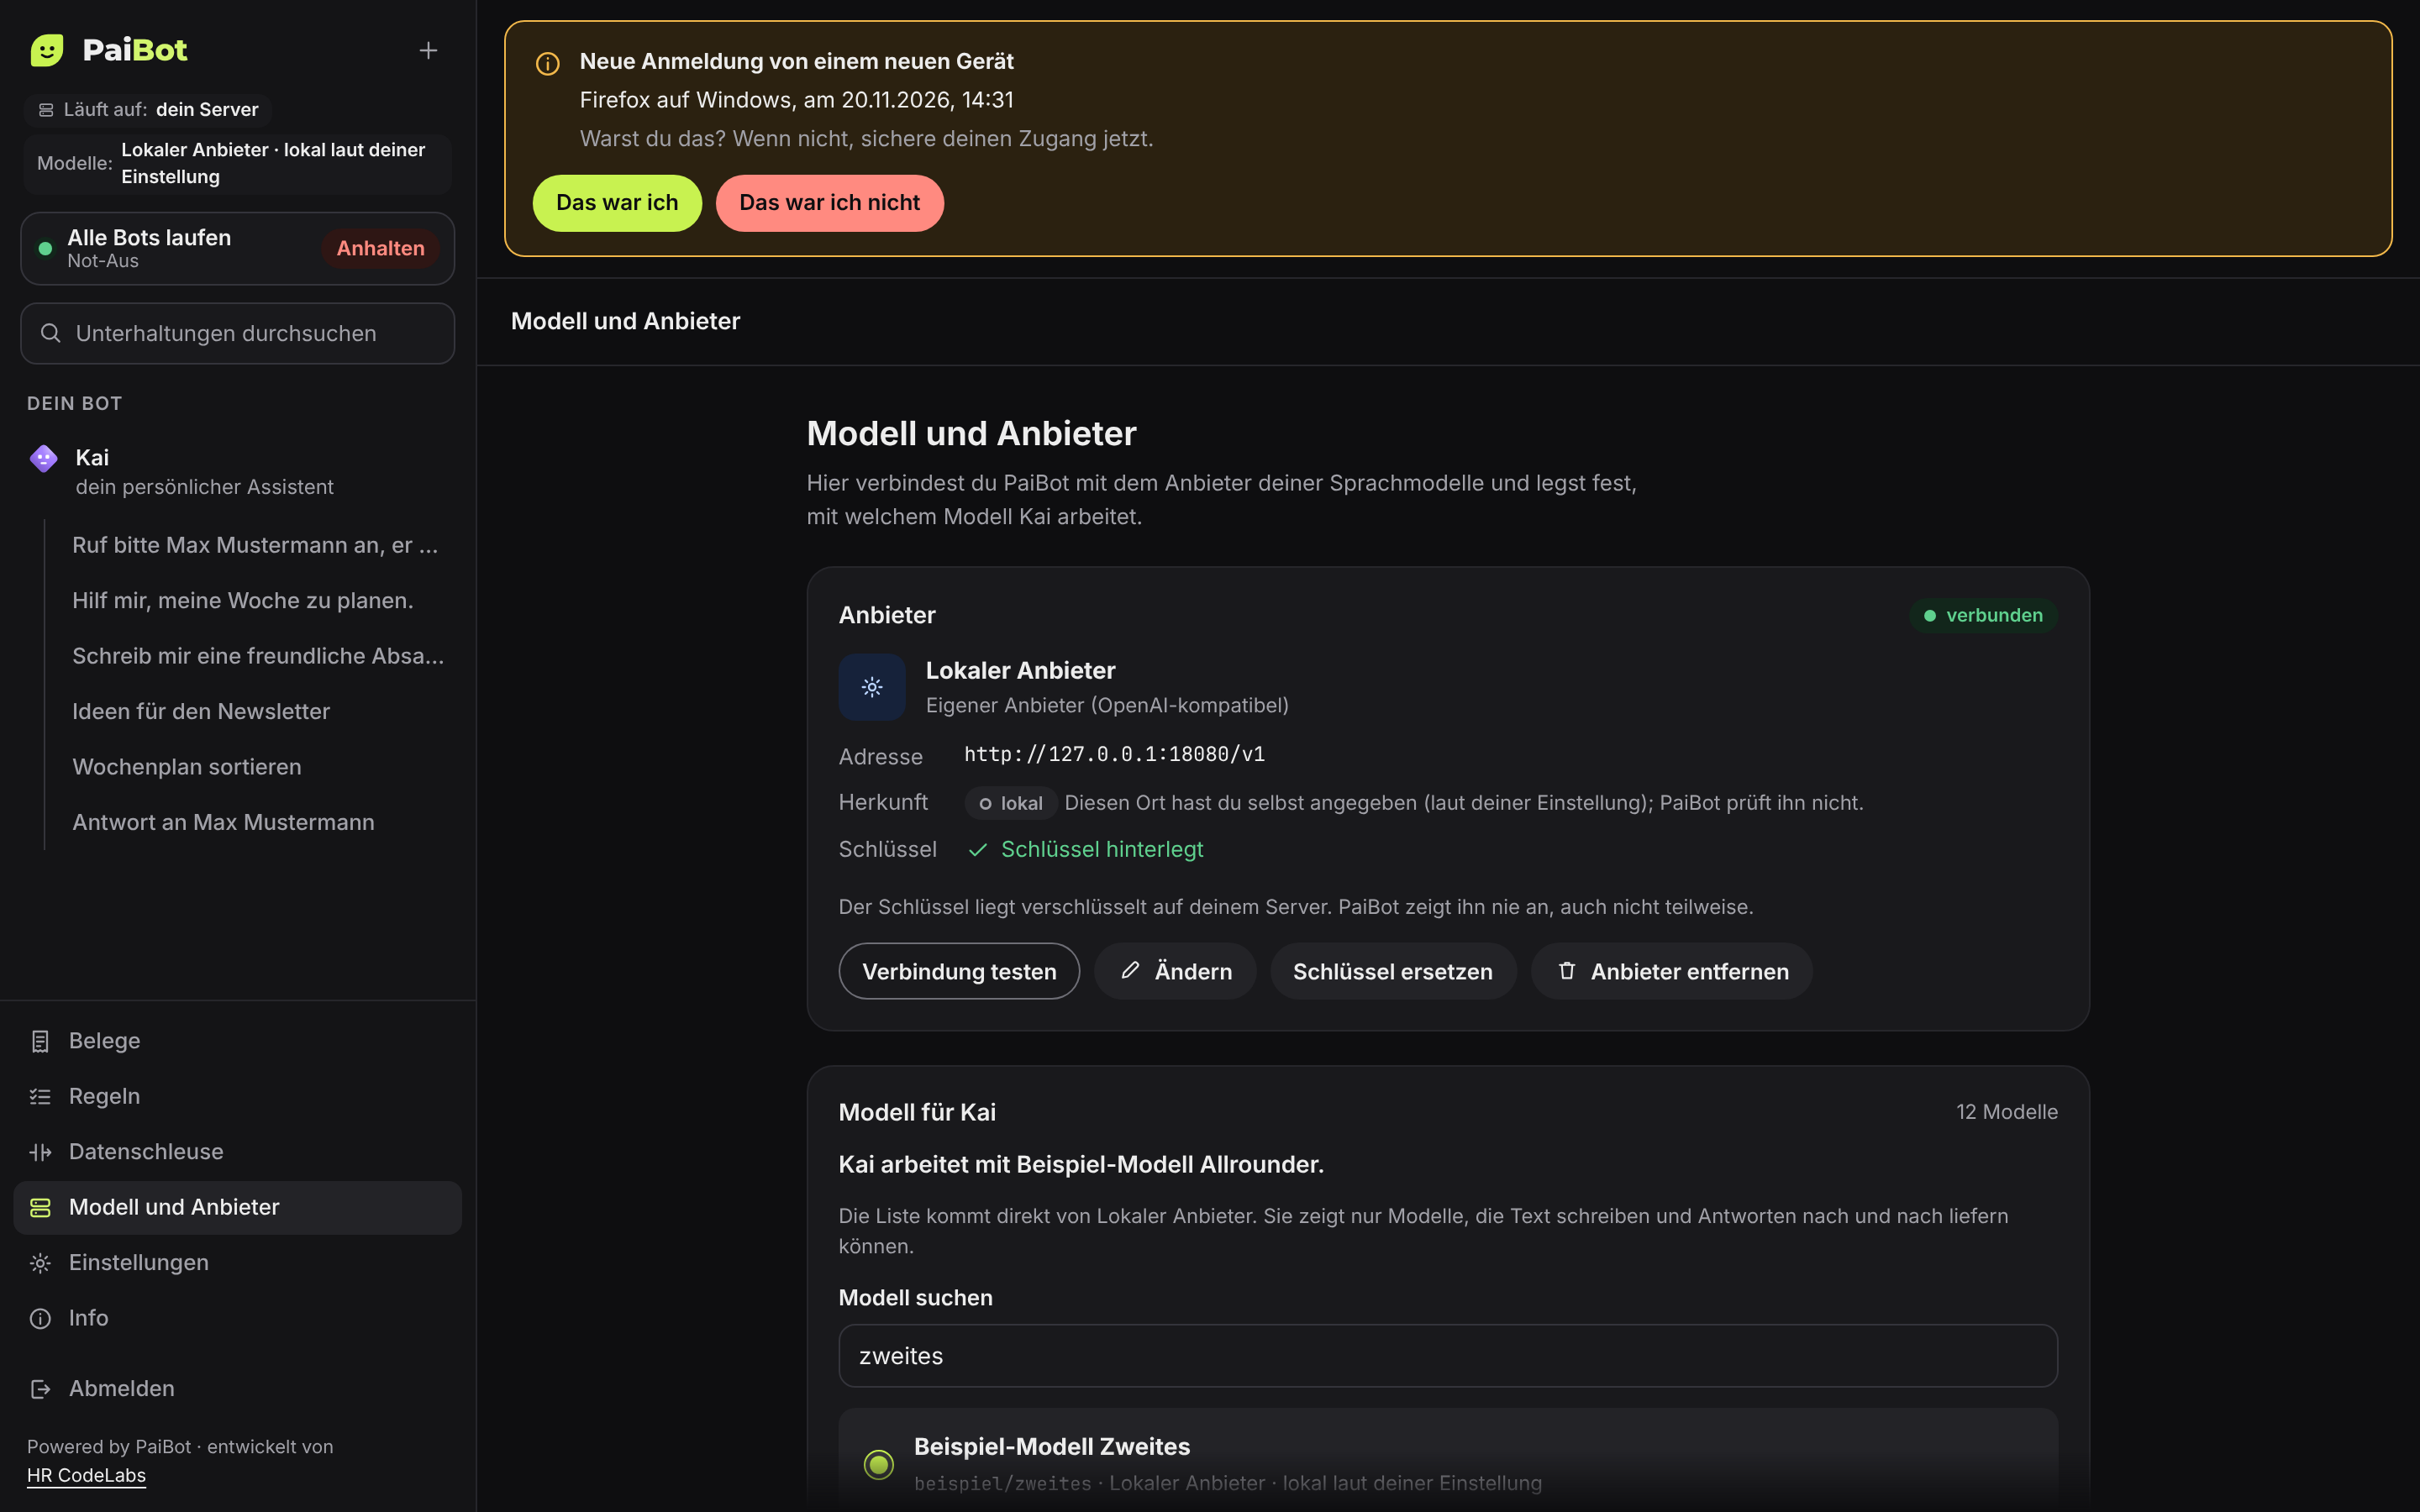 PaiBot
Läuft auf: dein Server
Modelle: Lokaler Anbieter · lokal laut deiner
Einstellung
Alle Bots laufen
Not-Aus
Anhalten
Unterhaltungen durchsuchen
DEIN BOT
Kai
dein persönlicher Assistent
Ruf bitte Max Mustermann an, er ...
Hilf mir, meine Woche zu planen.
Schreib mir eine freundliche Absa...
Ideen für den Newsletter
Wochenplan sortieren
Antwort an Max Mustermann
Belege
Regeln
Datenschleuse
Modell und Anbieter
Einstellungen
Info
Abmelden
Powered by PaiBot · entwickelt von
HR CodeLabs
Neue Anmeldung von einem neuen Gerät
Firefox auf Windows, am 20.11.2026, 14:31
Warst du das? Wenn nicht, sichere deinen Zugang jetzt.
Das war ich
Das war ich nicht
Modell und Anbieter
Modell und Anbieter
Hier verbindest du PaiBot mit dem Anbieter deiner Sprachmodelle und legst fest,
mit welchem Modell Kai arbeitet.
Anbieter
verbunden
Lokaler Anbieter
Eigener Anbieter (OpenAI-kompatibel)
Adresse http://127.0.0.1:18080/v1
Herkunft lokal Diesen Ort hast du selbst angegeben (laut deiner Einstellung); PaiBot prüft ihn nicht.
Schlüssel Schlüssel hinterlegt
Der Schlüssel liegt verschlüsselt auf deinem Server. PaiBot zeigt ihn nie an, auch nicht teilweise.
Verbindung testen
Ändern
Schlüssel ersetzen
Anbieter entfernen
Modell für Kai
12 Modelle
Kai arbeitet mit Beispiel-Modell Allrounder.
Die Liste kommt direkt von Lokaler Anbieter. Sie zeigt nur Modelle, die Text schreiben und Antworten nach und nach liefern
können.
Modell suchen
zweites
Beispiel-Modell Zweites
beispiel/zweites · Lokaler Anbieter · lokal laut deiner Einstellung